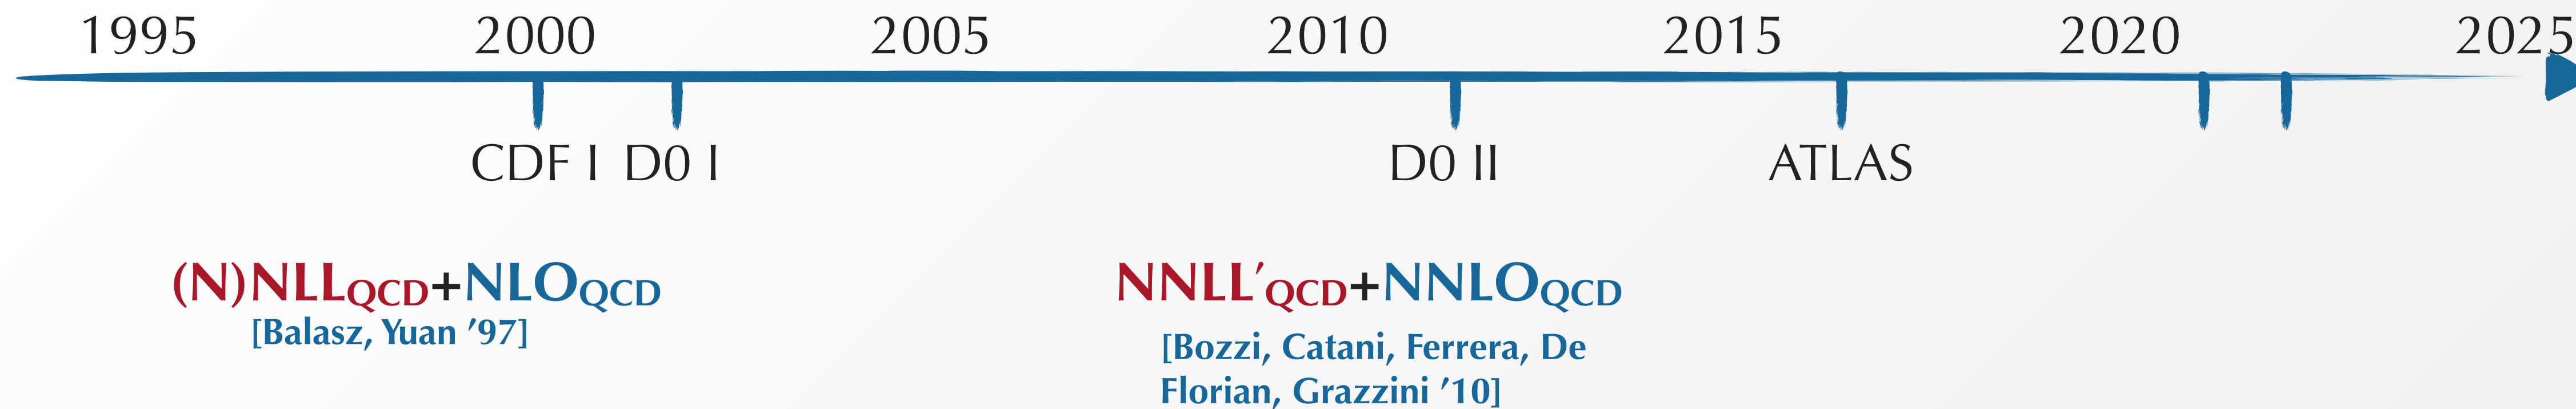 1995 2000 2005 2010 2015 2020 2025
CDF I D0 I D0 II ATLAS
(N)NLLQCD+NLOQCD NNLL′QCD+NNLOQCD
[Balasz, Yuan ′97]
[Bozzi, Catani, Ferrera, De
Florian, Grazzini ′10]